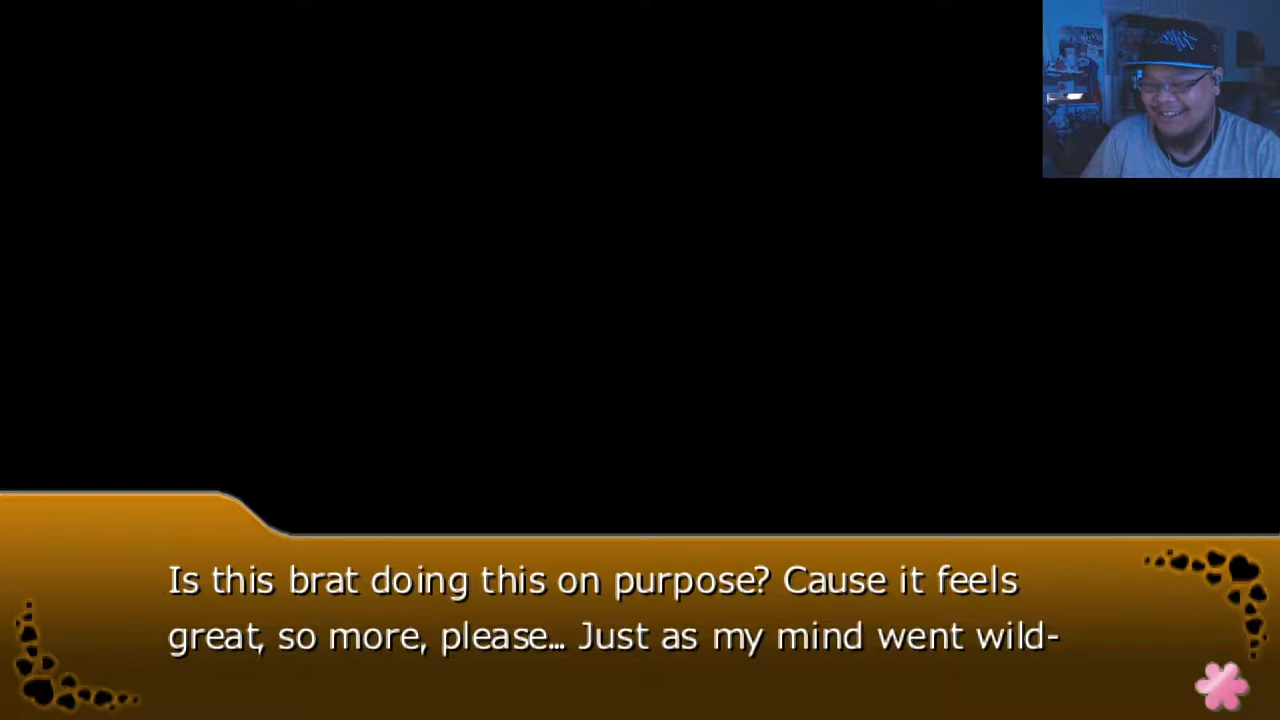 Is this brat doing this on purpose? Cause it feels
great, so more, please... Just as my mind went wild-